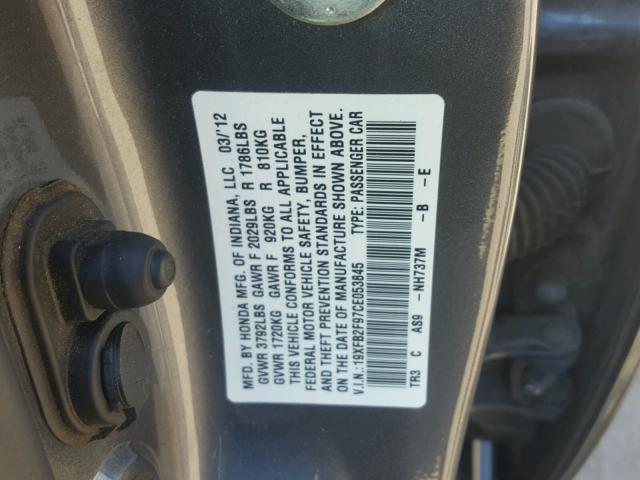 MFD. BY HONDA MFG. OF INDIANA, LLC 03/'12
GVWR 3792LBS GAWR F 2029LBS R 1786LBS
GVWR 1720KG GAWR F 920KG R 810KG
THIS VEHICLE CONFORMS TO ALL APPLICABLE
FEDERAL MOTOR VEHICLE SAFETY, BUMPER,
AND THEFT PREVENTION STANDARDS IN EFFECT
ON THE DATE OF MANUFACTURE SHOWN ABOVE.
V.I.N.: 19XFB2F97CE053845 TYPE: PASSENGER CAR
TR3 C AS9 -NH737M -B -E